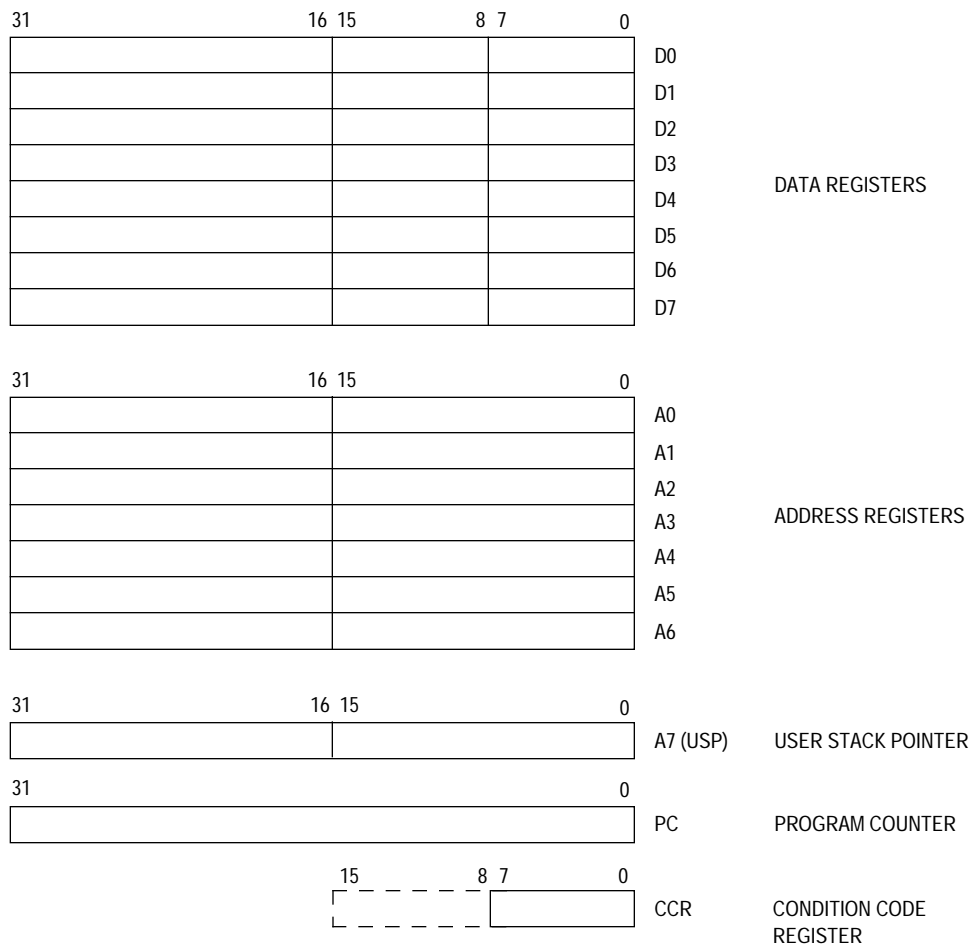 31 16 15 8 7 0
D0
D1
D2
D3
D4
D5
D6
D7
DATA REGISTERS
31 16 15 0
A0
A1
A2
A3
A4
A5
A6
ADDRESS REGISTERS
31 16 15 0
A7 (USP) USER STACK POINTER
31 0
PC PROGRAM COUNTER
15 8 7 0
CCR CONDITION CODE
REGISTER